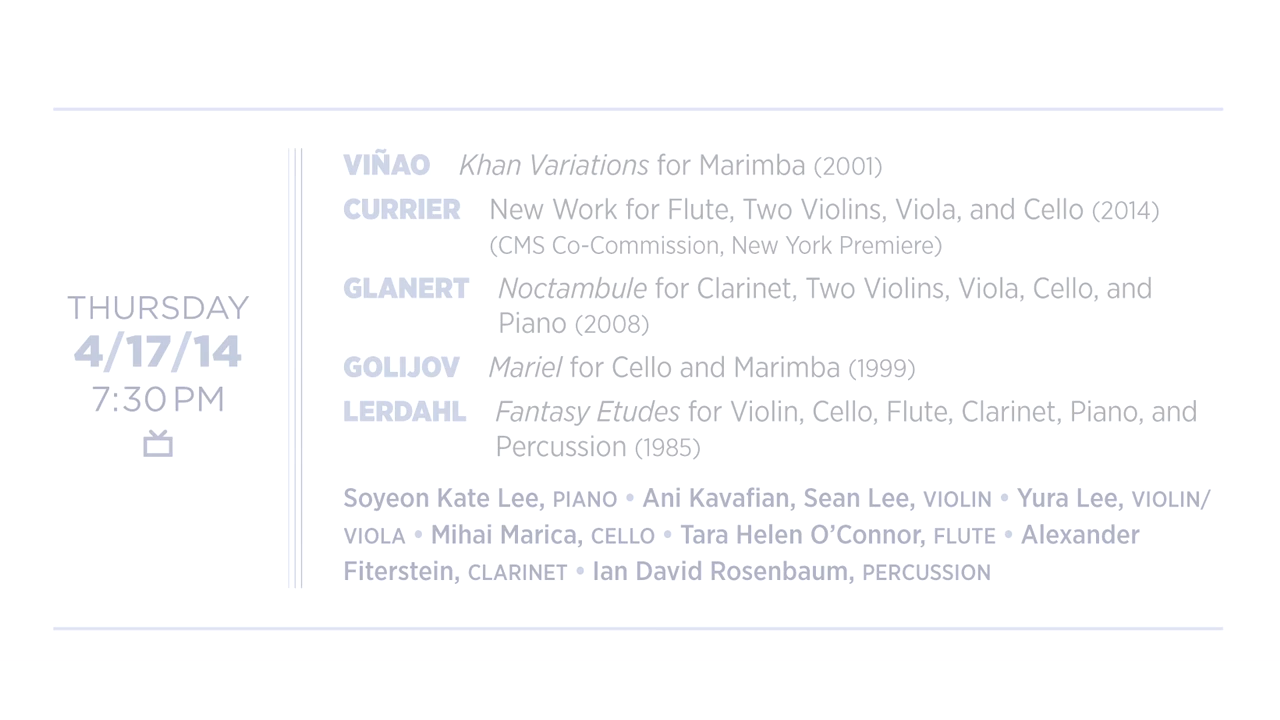 THURSDAY
4/17/14
7:30 PM
VIÑAO Khan Variations for Marimba (2001)
CURRIER New Work for Flute, Two Violins, Viola, and Cello (2014)
(CMS Co-Commission, New York Premiere)
GLANERT Noctambule for Clarinet, Two Violins, Viola, Cello, and
Piano (2008)
GOLIJOV Mariel for Cello and Marimba (1999)
LERDAHL Fantasy Etudes for Violin, Cello, Flute, Clarinet, Piano, and
Percussion (1985)
Soyeon Kate Lee, PIANO • Ani Kavafian, Sean Lee, VIOLIN • Yura Lee, VIOLIN/
VIOLA • Mihai Marica, CELLO • Tara Helen O’Connor, FLUTE • Alexander
Fiterstein, CLARINET • Ian David Rosenbaum, PERCUSSION